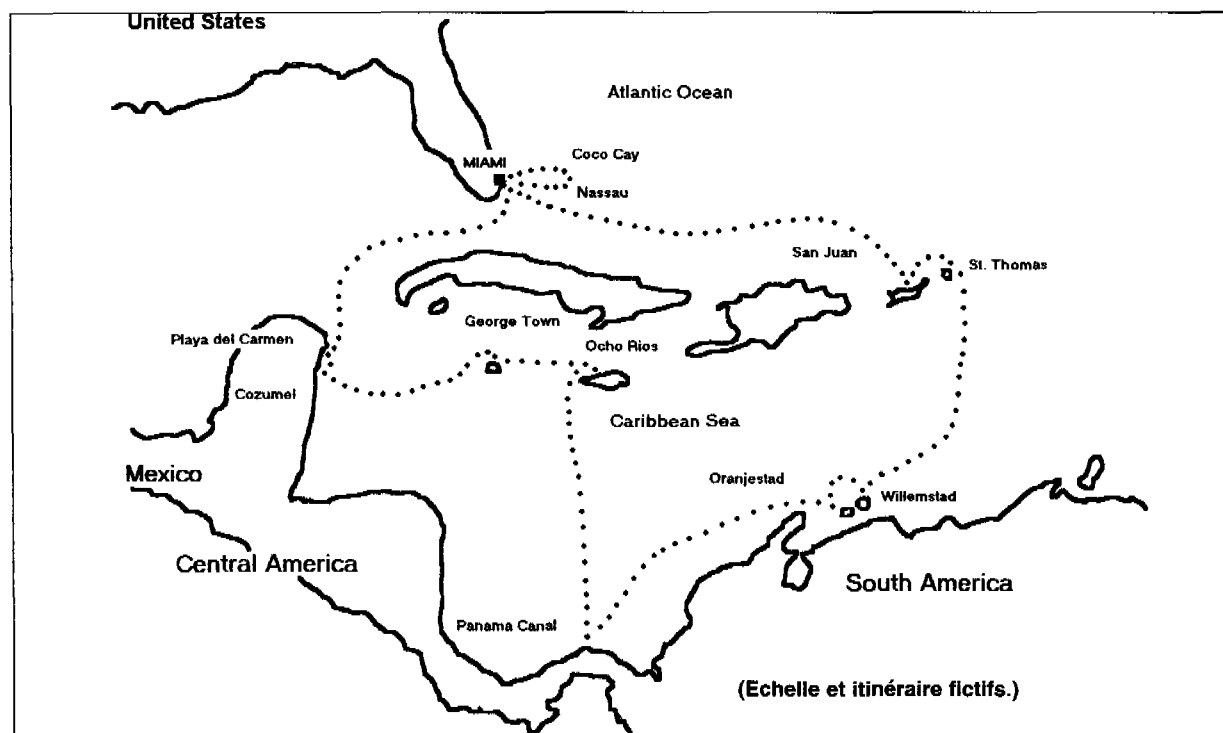 United States
Atlantic Ocean
MIAMI
Coco Cay
Nassau
San Juan
St. Thomas
George Town
Playa del Carmen
Ocho Rios
Cozumel
Caribbean Sea
Mexico
Oranjestad
Willemstad
Central America
South America
Panama Canal
(Echelle et itinéraire fictifs.)